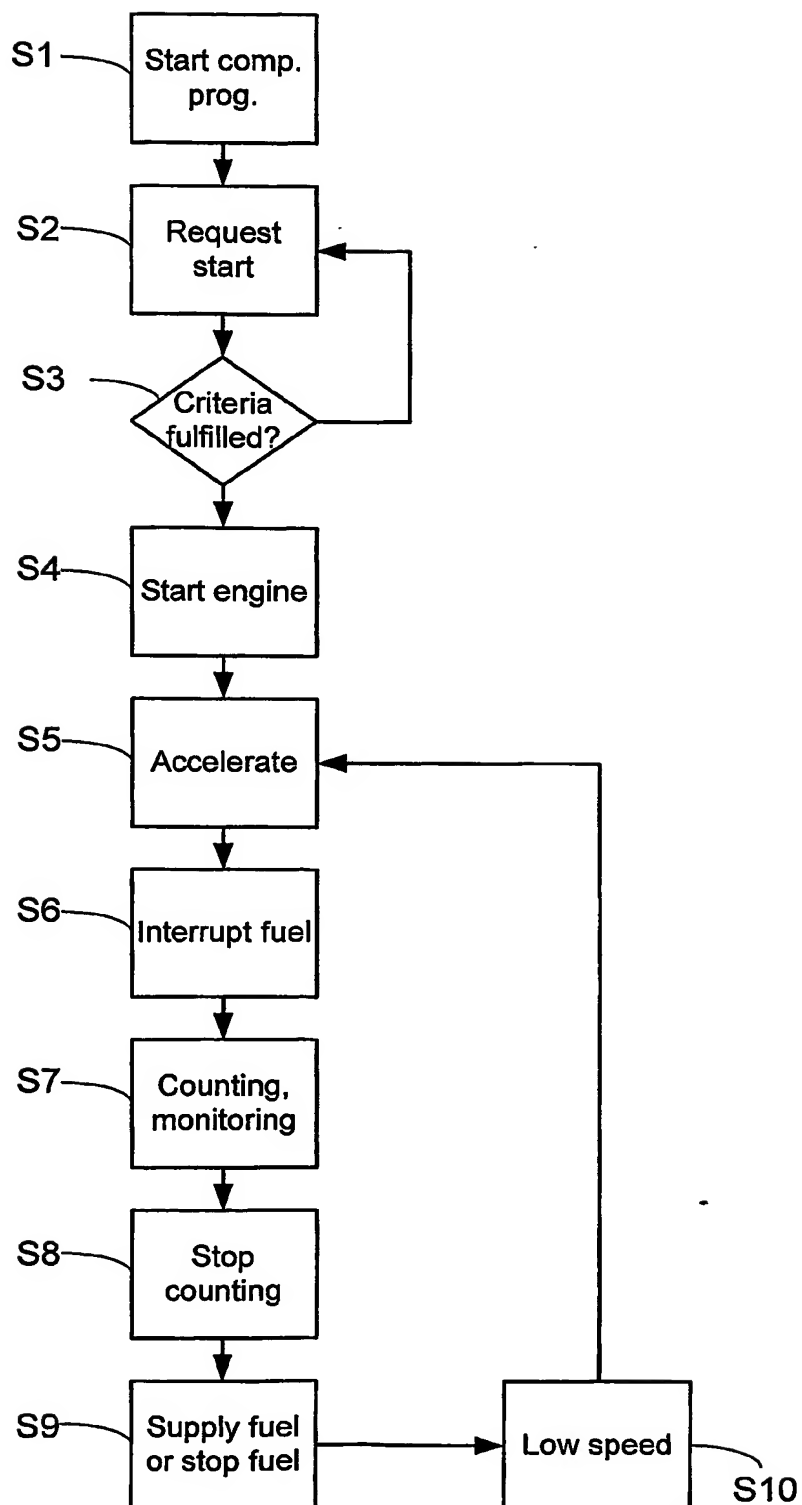 S1
Start comp.
prog.
S2
Request
start
S3
Criteria
fulfilled?
S4
Start engine
S5
Accelerate
S6
Interrupt fuel
S7
Counting,
monitoring
S8
Stop
counting
S9
Supply fuel
or stop fuel
Low speed
S10